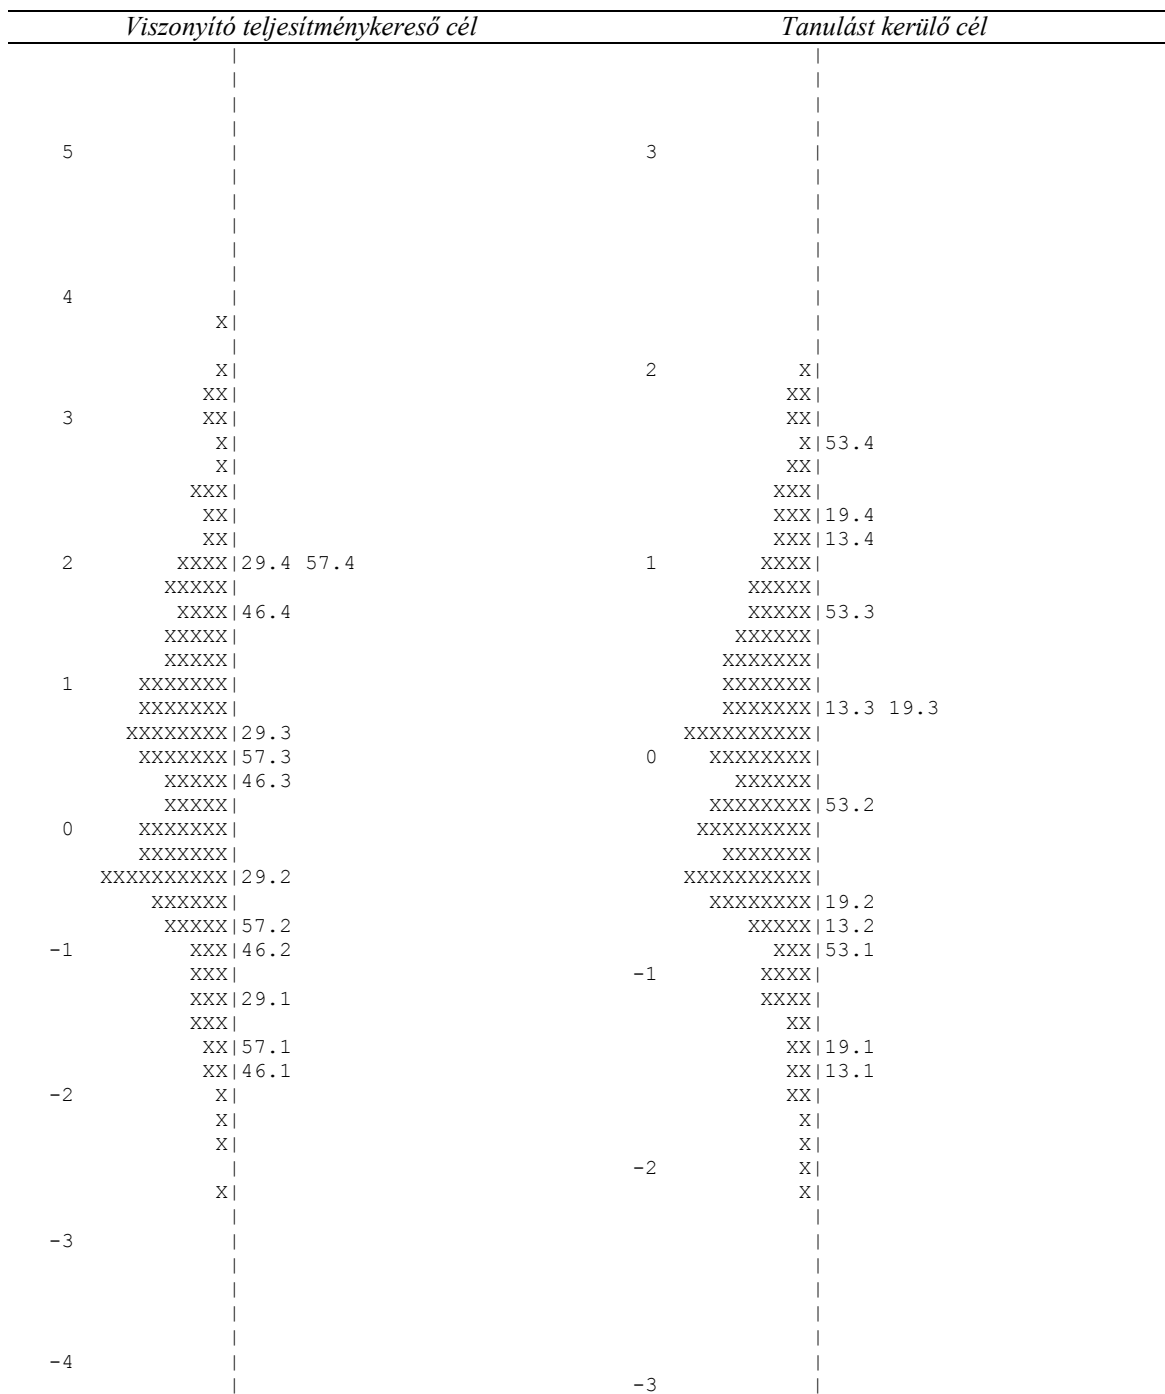 Viszonyító teljesítménykereső cél Tanulást kerülő cél
| |
| |
| |
| |
5 | 3 |
| |
| |
| |
| |
| |
4 | |
X| |
| |
X| 2 X|
XX| XX|
3 XX| XX|
X| X|53.4
X| XX|
XXX| XXX|
XX| XXX|19.4
XX| XXX|13.4
2 XXXX|29.4 57.4 1 XXXX|
XXXXX| XXXXX|
XXXX|46.4 XXXXX|53.3
XXXXX| XXXXXX|
XXXXX| XXXXXXX|
1 XXXXXXX| XXXXXXX|
XXXXXXX| XXXXXXX|13.3 19.3
XXXXXXXX|29.3 XXXXXXXXXX|
XXXXXXX|57.3 0 XXXXXXXX|
XXXXX|46.3 XXXXXX|
XXXXX| XXXXXXXX|53.2
0 XXXXXXX| XXXXXXXXX|
XXXXXXX| XXXXXXX|
XXXXXXXXXX|29.2 XXXXXXXXXX|
XXXXXX| XXXXXXXX|19.2
XXXXX|57.2 XXXXX|13.2
-1 XXX|46.2 XXX|53.1
XXX| -1 XXXX|
XXX|29.1 XXXX|
XXX| XX|
XX|57.1 XX|19.1
XX|46.1 XX|13.1
-2 X| XX|
X| X|
X| X|
| -2 X|
X| X|
| |
-3 | |
| |
| |
| |
| |
-4 | |
| -3 |